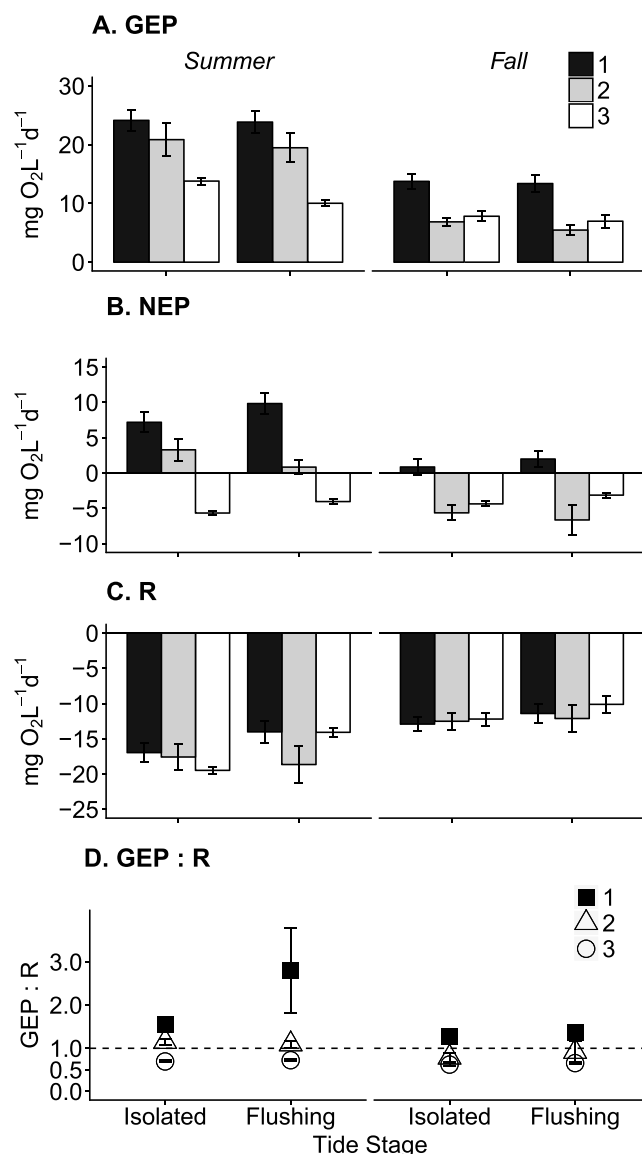 A. GEP
Summer
Fall
1
2
3
30
20
10
0
mg O₂L⁻¹d⁻¹
B. NEP
15
10
5
0
−5
−10
mg O₂L⁻¹d⁻¹
C. R
0
−5
−10
−15
−20
−25
mg O₂L⁻¹d⁻¹
D. GEP : R
1
2
3
3.0
2.0
1.0
0.5
0.0
GEP : R
Isolated Flushing Isolated Flushing
Tide Stage